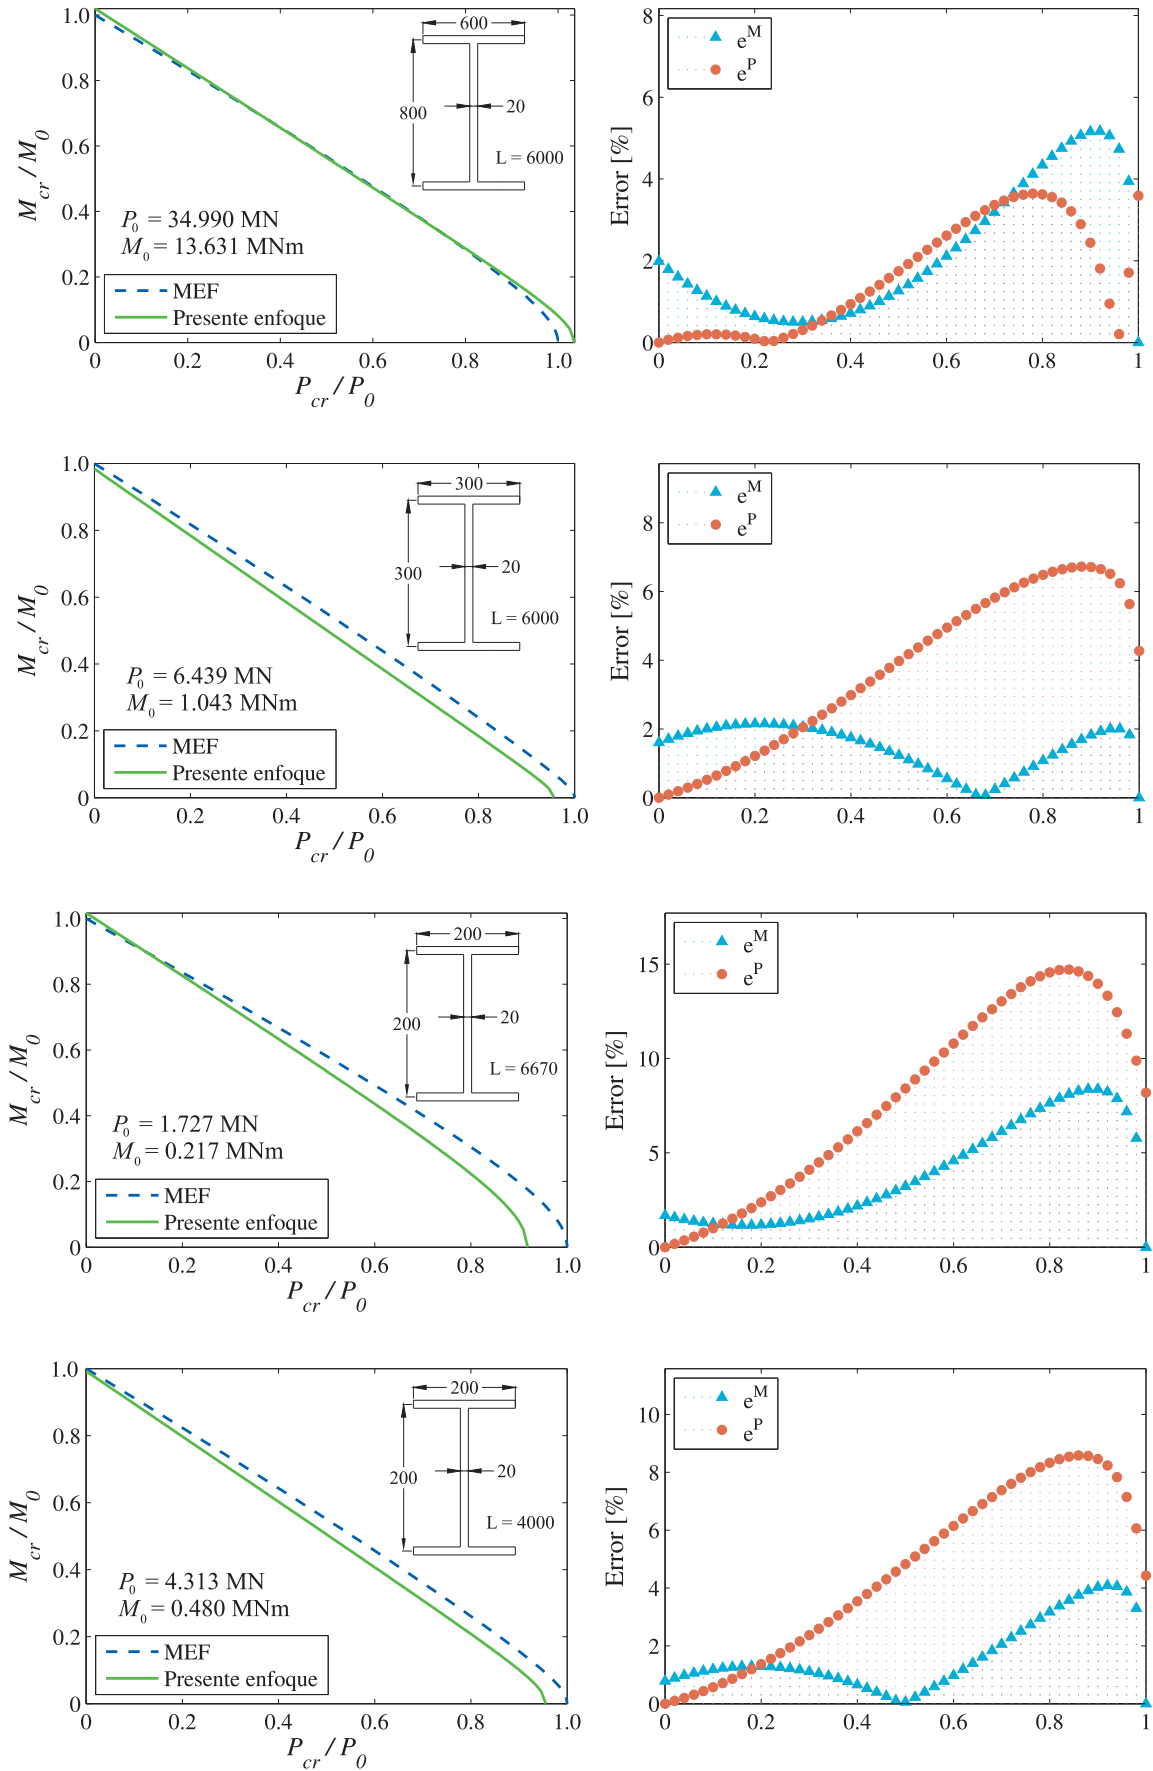 1.0
0.8
0.6
0.4
0.2
0
M_cr / M_0
600
800
20
L = 6000
P_0 = 34.990 MN
M_0 = 13.631 MNm
MEF
Presente enfoque
0 0.2 0.4 0.6 0.8 1.0
P_cr / P_0
8
6
4
2
0
Error [%]
e^M
e^P
0 0.2 0.4 0.6 0.8 1
1.0
0.8
0.6
0.4
0.2
0
M_cr / M_0
300
300
20
L = 6000
P_0 = 6.439 MN
M_0 = 1.043 MNm
MEF
Presente enfoque
0 0.2 0.4 0.6 0.8 1.0
P_cr / P_0
8
6
4
2
0
Error [%]
e^M
e^P
0 0.2 0.4 0.6 0.8 1
1.0
0.8
0.6
0.4
0.2
0
M_cr / M_0
200
200
20
L = 6670
P_0 = 1.727 MN
M_0 = 0.217 MNm
MEF
Presente enfoque
0 0.2 0.4 0.6 0.8 1.0
P_cr / P_0
15
10
5
0
Error [%]
e^M
e^P
0 0.2 0.4 0.6 0.8 1
1.0
0.8
0.6
0.4
0.2
0
M_cr / M_0
200
200
20
L = 4000
P_0 = 4.313 MN
M_0 = 0.480 MNm
MEF
Presente enfoque
0 0.2 0.4 0.6 0.8 1.0
P_cr / P_0
10
8
6
4
2
0
Error [%]
e^M
e^P
0 0.2 0.4 0.6 0.8 1